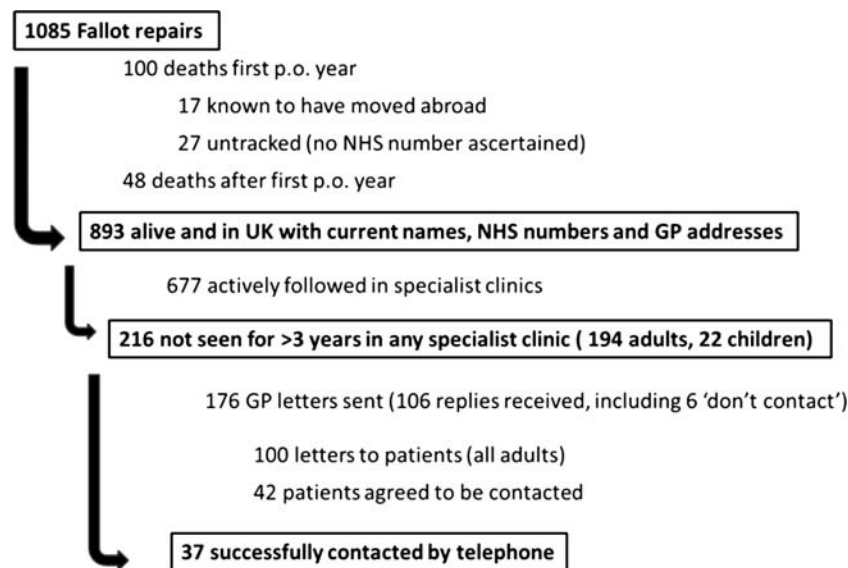 1085 Fallot repairs
100 deaths first p.o. year
17 known to have moved abroad
27 untracked (no NHS number ascertained)
48 deaths after first p.o. year
893 alive and in UK with current names, NHS numbers and GP addresses
677 actively followed in specialist clinics
216 not seen for >3 years in any specialist clinic ( 194 adults, 22 children)
176 GP letters sent (106 replies received, including 6 ‘don’t contact’)
100 letters to patients (all adults)
42 patients agreed to be contacted
37 successfully contacted by telephone